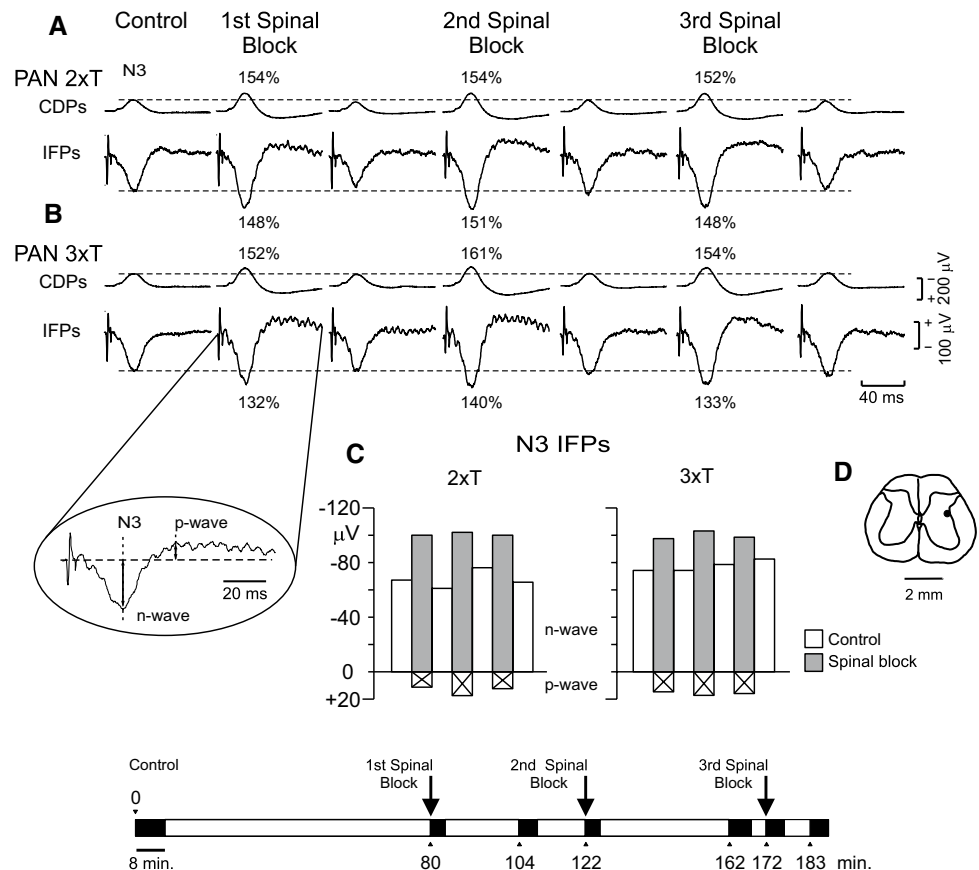 A
Control
1st Spinal Block
2nd Spinal Block
3rd Spinal Block
PAN 2xT
N3
154%
154%
152%
CDPs
IFPs
148%
151%
148%
B
PAN 3xT
152%
161%
154%
CDPs
IFPs
132%
140%
133%
− + 200 µV
+ − 100 µV
40 ms
N3
p-wave
n-wave
20 ms
C
N3 IFPs
2xT
3xT
-120
µV
-80
-40
0
+20
n-wave
p-wave
D
2 mm
Control
Spinal block
Control
1st Spinal Block
2nd Spinal Block
3rd Spinal Block
0
8 min.
80
104
122
162
172
183
min.